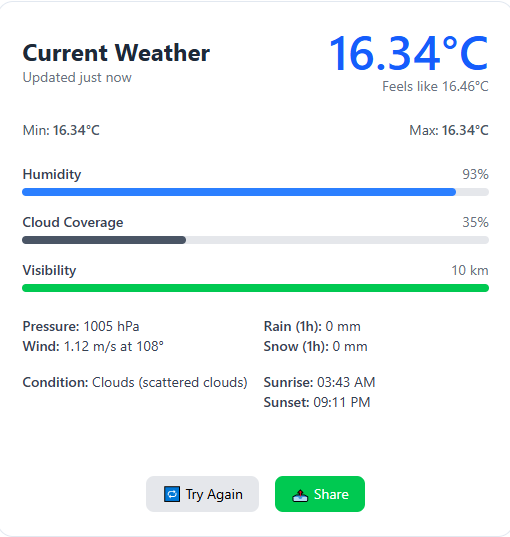 Current Weather
16.34°C
Updated just now
Feels like 16.46°C
Min: 16.34°C
Max: 16.34°C
Humidity
93%
Cloud Coverage
35%
Visibility
10 km
Pressure: 1005 hPa
Wind: 1.12 m/s at 108°
Rain (1h): 0 mm
Snow (1h): 0 mm
Condition: Clouds (scattered clouds)
Sunrise: 03:43 AM
Sunset: 09:11 PM
Try Again
Share